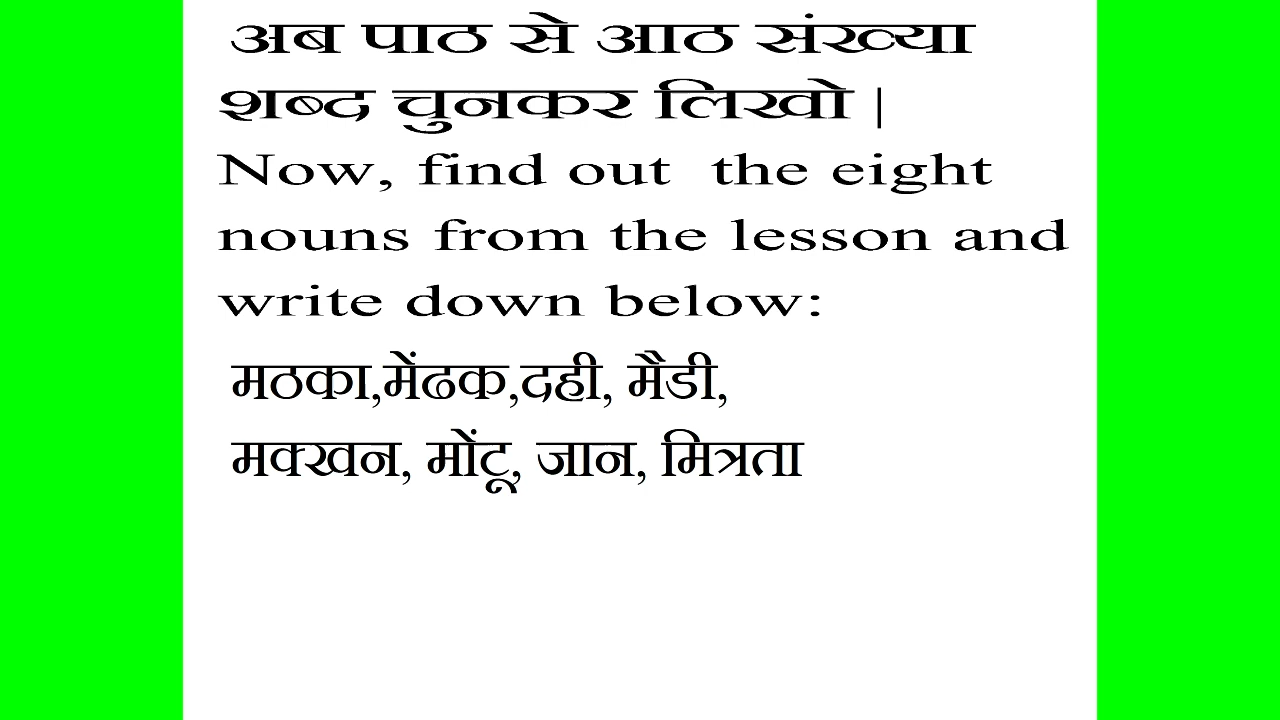 अब पाठ से आठ संख्या
शब्द चुनकर लिखो |
Now, find out the eight
nouns from the lesson and
write down below:
मठका,मेंढक,दही, मैडी,
मक्खन, मोंटू, जान, मित्रता